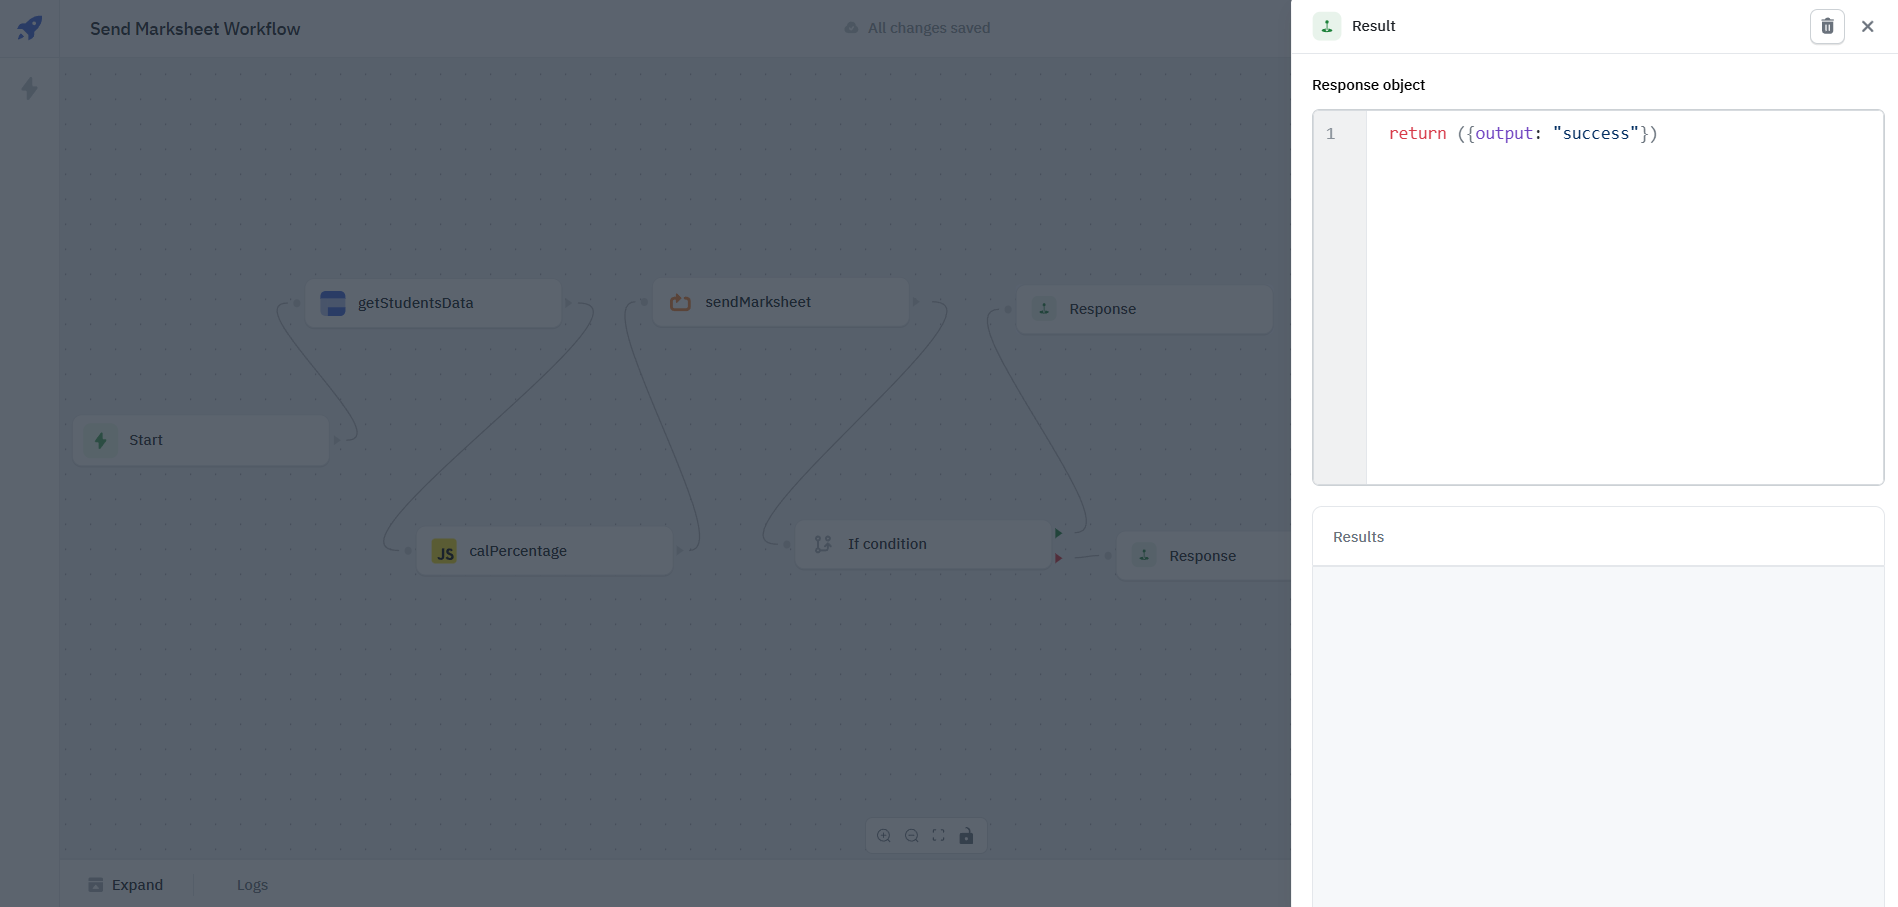 Send Marksheet Workflow
All changes saved
getStudentsData
sendMarksheet
Response
Start
JS calPercentage
If condition
Response
Expand
Logs
Result
Response object
1 return ({output: "success"})
Results